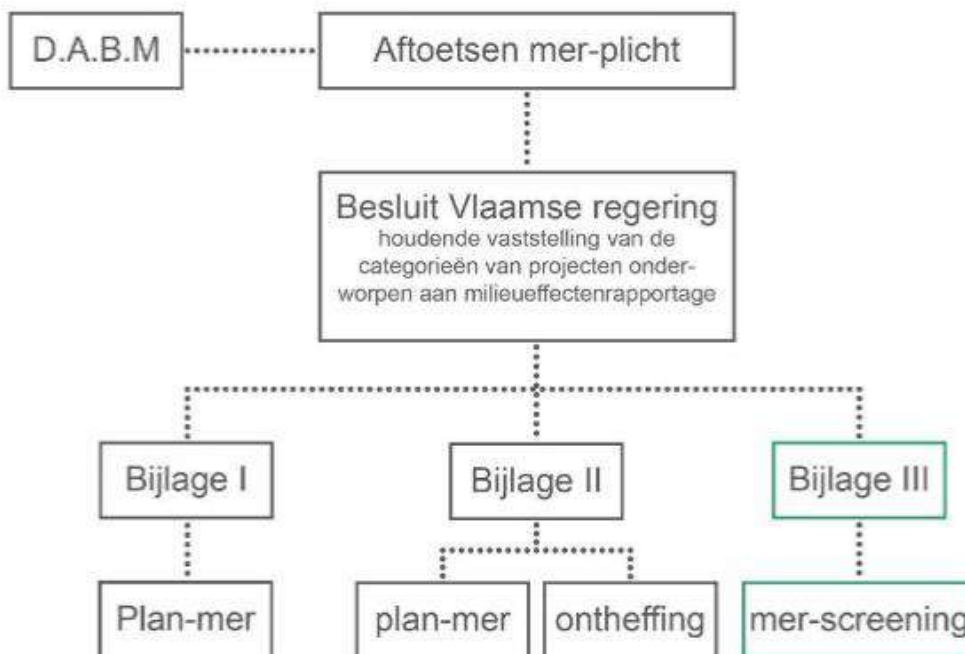 D.A.B.M
Aftoetsen mer-plicht
Besluit Vlaamse regering
houdende vaststelling van de
categorieën van projecten onder-
worpen aan milieueffectenrapportage
Bijlage I
Bijlage II
Bijlage III
Plan-mer
plan-mer
ontheffing
mer-screening